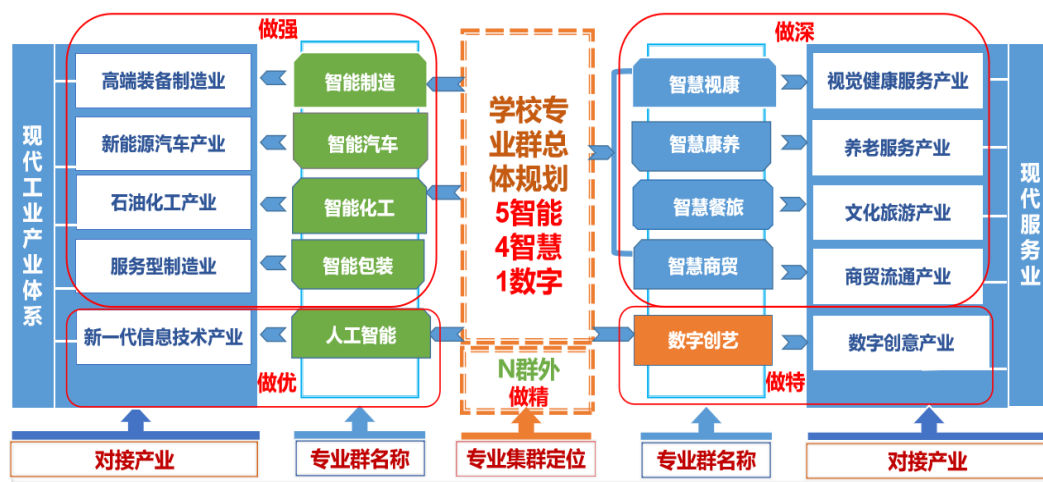 做强
做深
现代工业产业体系
高端装备制造业
新能源汽车产业
石油化工产业
服务型制造业
新一代信息技术产业
智能制造
智能汽车
智能化工
智能包装
人工智能
做优
学校专
业群总
体规划
5智能
4智慧
1数字
N群外
做精
智慧视康
智慧康养
智慧餐旅
智慧商贸
数字创艺
做特
视觉健康服务产业
养老服务产业
文化旅游产业
商贸流通产业
数字创意产业
现代服务业
对接产业
专业群名称
专业集群定位
专业群名称
对接产业